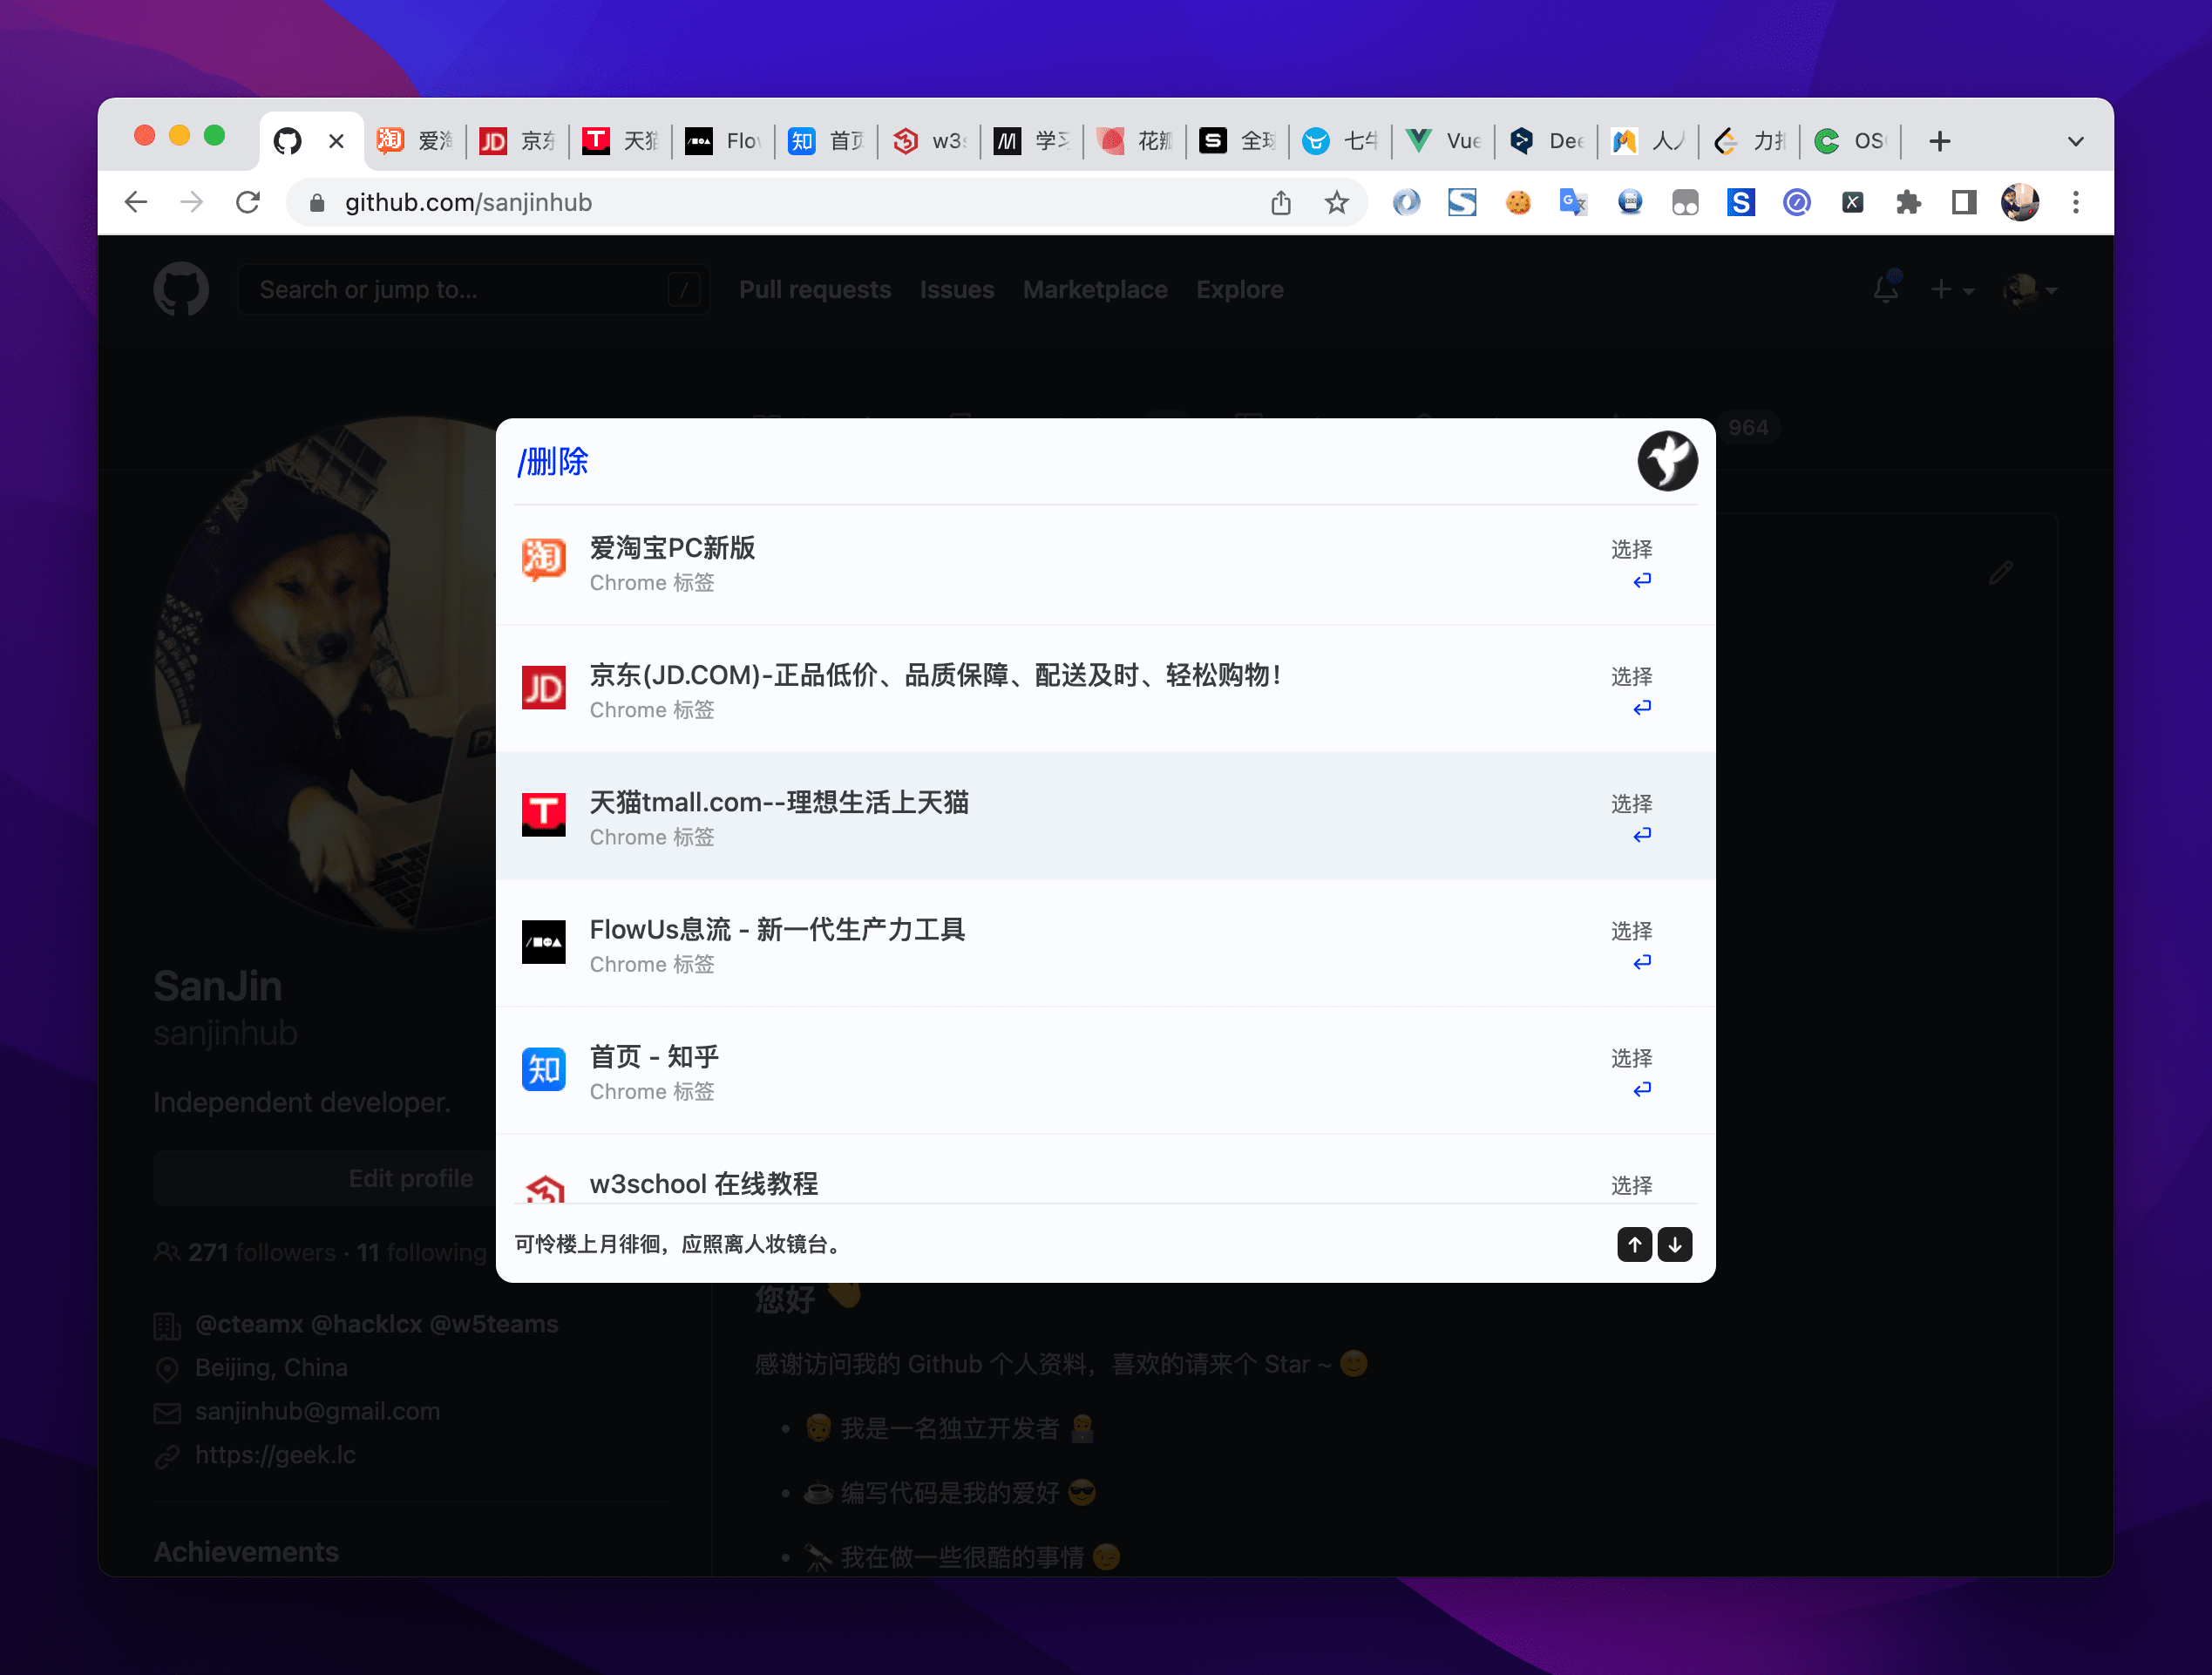 爱淘
京东
天猫
Flow
首页
w3s
学习
花瓣
全球
七牛
Vue
Dee
人人
力扣
OS
github.com/sanjinhub
Search or jump to... /
Pull requests Issues Marketplace Explore
964
/删除
爱淘宝PC新版
Chrome 标签
选择
京东(JD.COM)-正品低价、品质保障、配送及时、轻松购物!
Chrome 标签
选择
天猫tmall.com--理想生活上天猫
Chrome 标签
选择
FlowUs息流 - 新一代生产力工具
Chrome 标签
选择
首页 - 知乎
Chrome 标签
选择
w3school 在线教程
选择
可怜楼上月徘徊，应照离人妆镜台。
SanJin
sanjinhub
Independent developer.
Edit profile
271 followers · 11 following
@cteamx @hacklcx @w5teams
Beijing, China
sanjinhub@gmail.com
https://geek.lc
Achievements
您好
感谢访问我的 Github 个人资料，喜欢的请来个 Star ~
我是一名独立开发者
编写代码是我的爱好
我在做一些很酷的事情